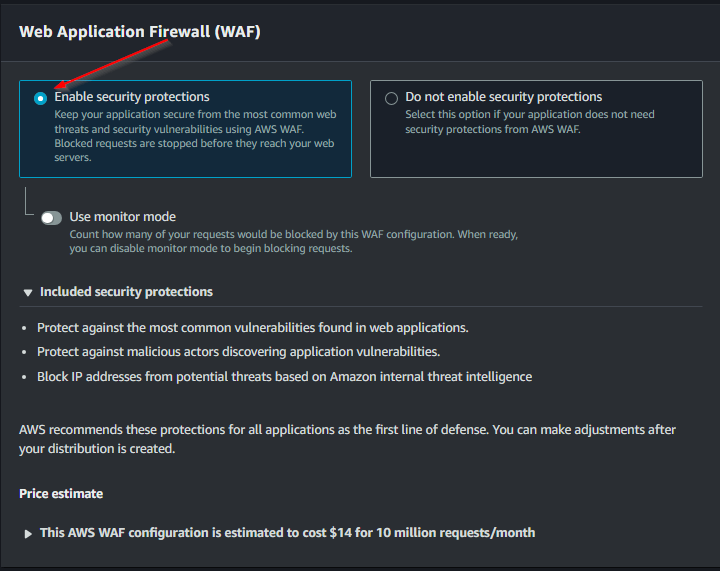 Web Application Firewall (WAF)
Enable security protections
Keep your application secure from the most common web
threats and security vulnerabilities using AWS WAF.
Blocked requests are stopped before they reach your web
servers.
Do not enable security protections
Select this option if your application does not need
security protections from AWS WAF.
Use monitor mode
Count how many of your requests would be blocked by this WAF configuration. When ready,
you can disable monitor mode to begin blocking requests.
Included security protections
• Protect against the most common vulnerabilities found in web applications.
• Protect against malicious actors discovering application vulnerabilities.
• Block IP addresses from potential threats based on Amazon internal threat intelligence
AWS recommends these protections for all applications as the first line of defense. You can make adjustments after
your distribution is created.
Price estimate
This AWS WAF configuration is estimated to cost $14 for 10 million requests/month